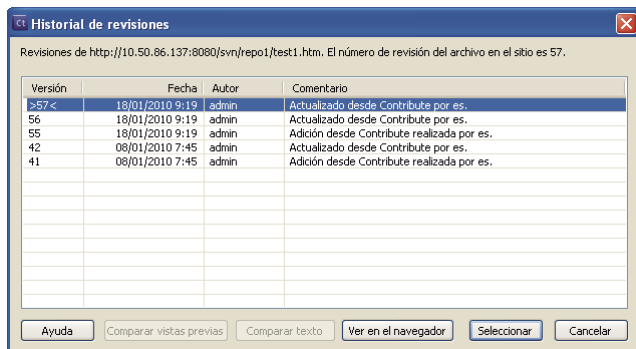 Ct Historial de revisiones
Revisiones de http://10.50.86.137:8080/svn/repo1/test1.htm. El número de revisión del archivo en el sitio es 57.
Versión Fecha Autor Comentario
>57< 18/01/2010 9:19 admin Actualizado desde Contribute por es.
56 18/01/2010 9:19 admin Actualizado desde Contribute por es.
55 18/01/2010 9:19 admin Adición desde Contribute realizada por es.
42 08/01/2010 7:45 admin Actualizado desde Contribute por es.
41 08/01/2010 7:45 admin Adición desde Contribute realizada por es.
Ayuda Comparar vistas previas Comparar texto Ver en el navegador Seleccionar Cancelar